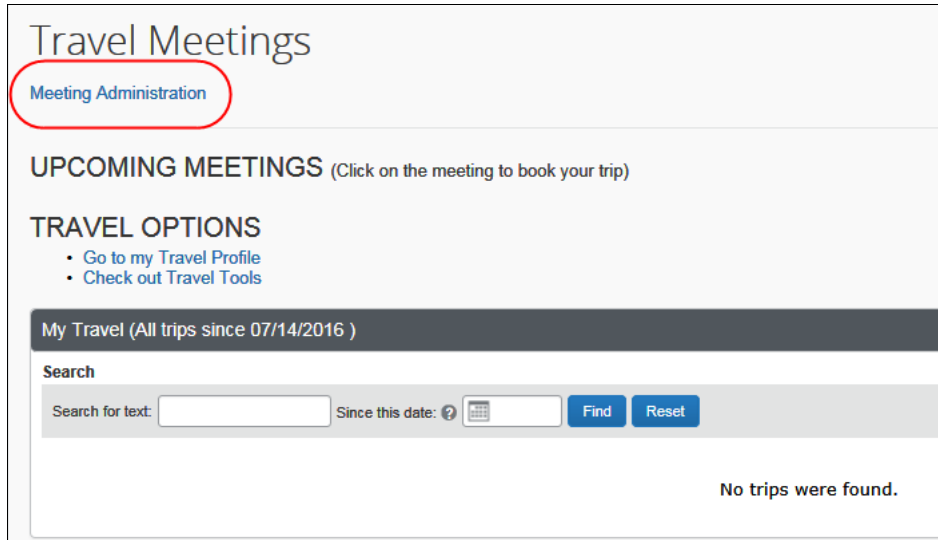 Travel Meetings
Meeting Administration
UPCOMING MEETINGS (Click on the meeting to book your trip)
TRAVEL OPTIONS
• Go to my Travel Profile
• Check out Travel Tools
My Travel (All trips since 07/14/2016 )
Search
Search for text: Since this date: ? Find Reset
No trips were found.